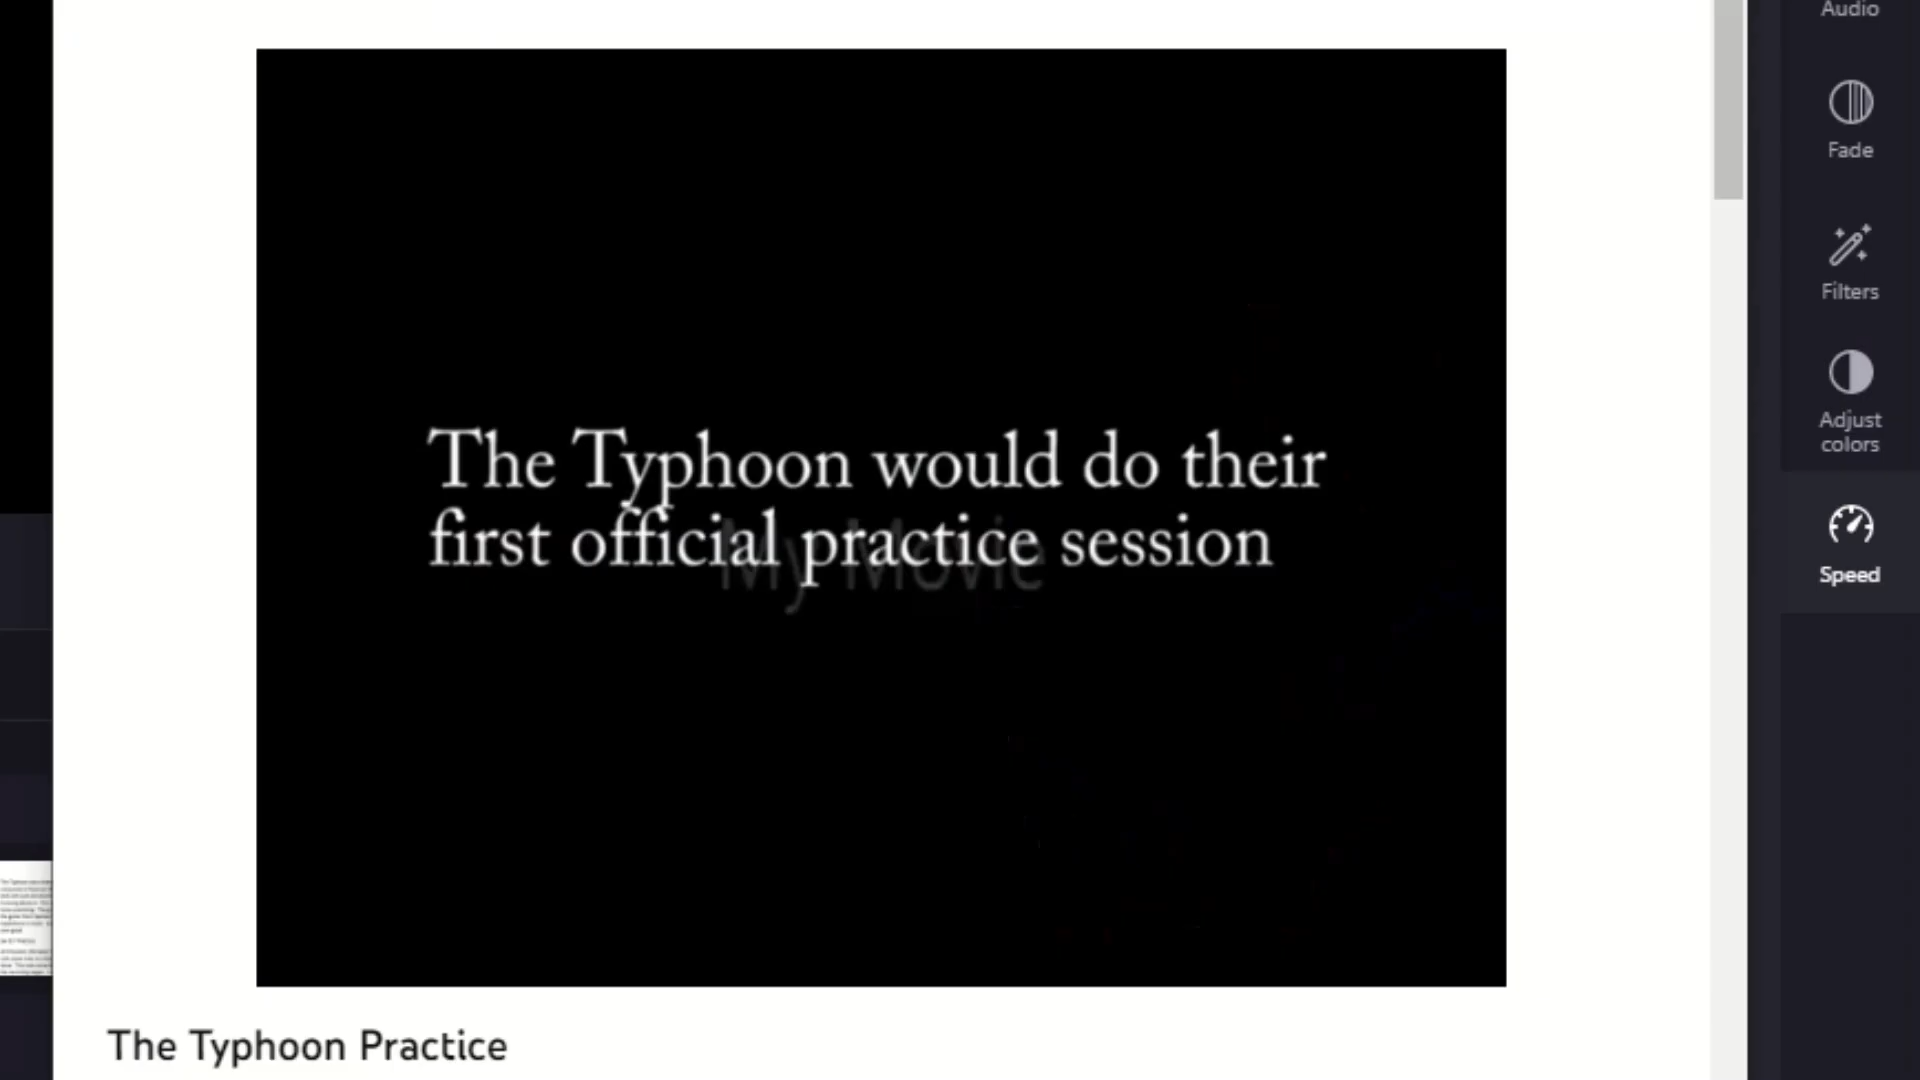 Audio
Fade
Filters
Adjust
colors
Speed
The Typhoon would do their
first official practice session
My Movie
The Typhoon Practice